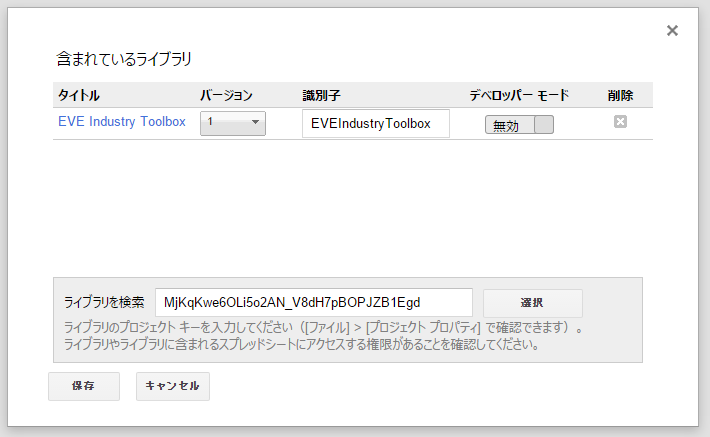 含まれているライブラリ
タイトル バージョン 識別子 デベロッパー モード 削除
EVE Industry Toolbox 1 EVEIndustryToolbox 無効
ライブラリを検索 MjKqKwe6OLi5o2AN_V8dH7pBOPJZB1Egd 選択
ライブラリのプロジェクト キーを入力してください（[ファイル] > [プロジェクト プロパティ] で確認できます）。
ライブラリやライブラリに含まれるスプレッドシートにアクセスする権限があることを確認してください。
保存 キャンセル